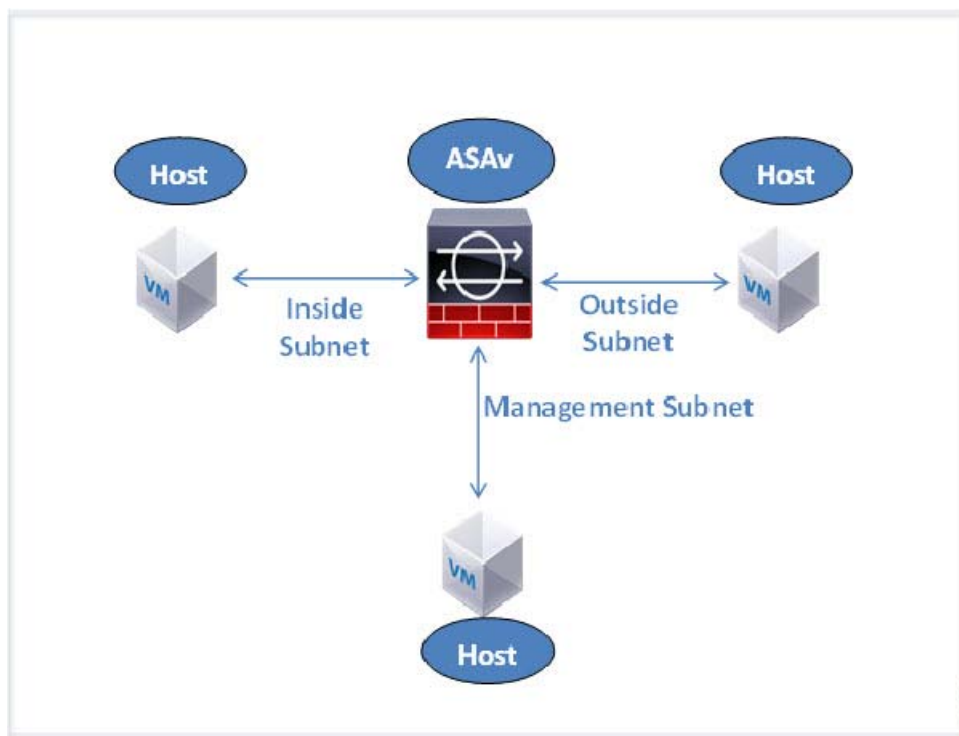 Host
ASAv
Host
VM
VM
Inside
Subnet
Outside
Subnet
Management Subnet
VM
Host